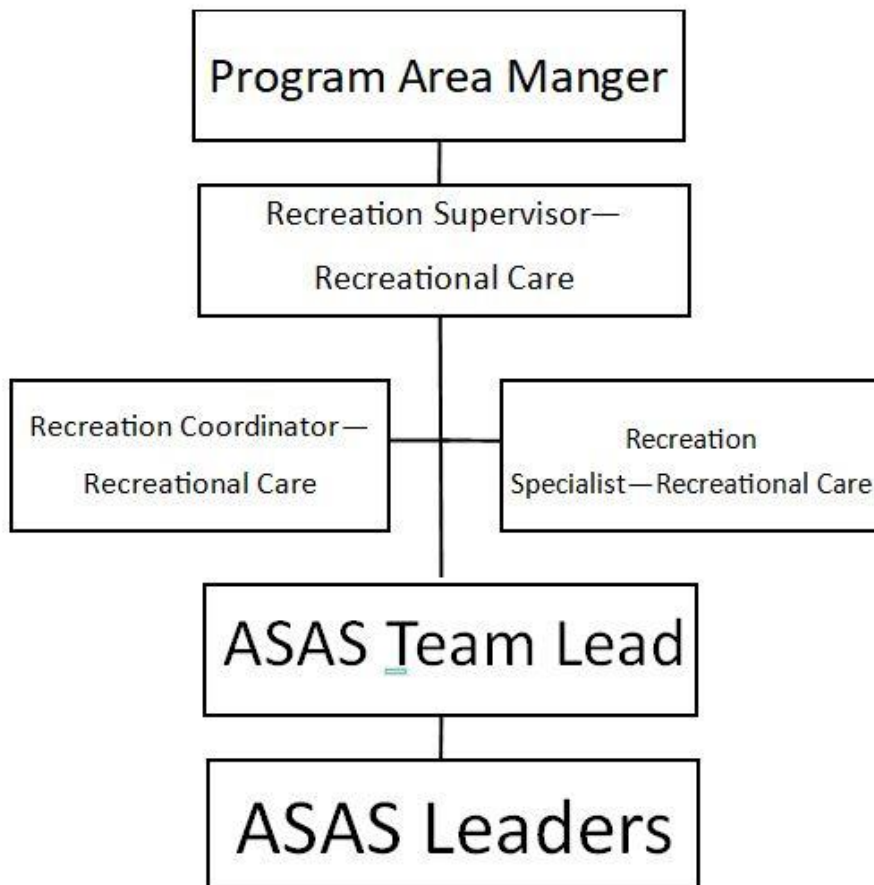 Program Area Manger
Recreation Supervisor—
Recreational Care
Recreation Coordinator—
Recreational Care
Recreation
Specialist—Recreational Care
ASAS Team Lead
ASAS Leaders